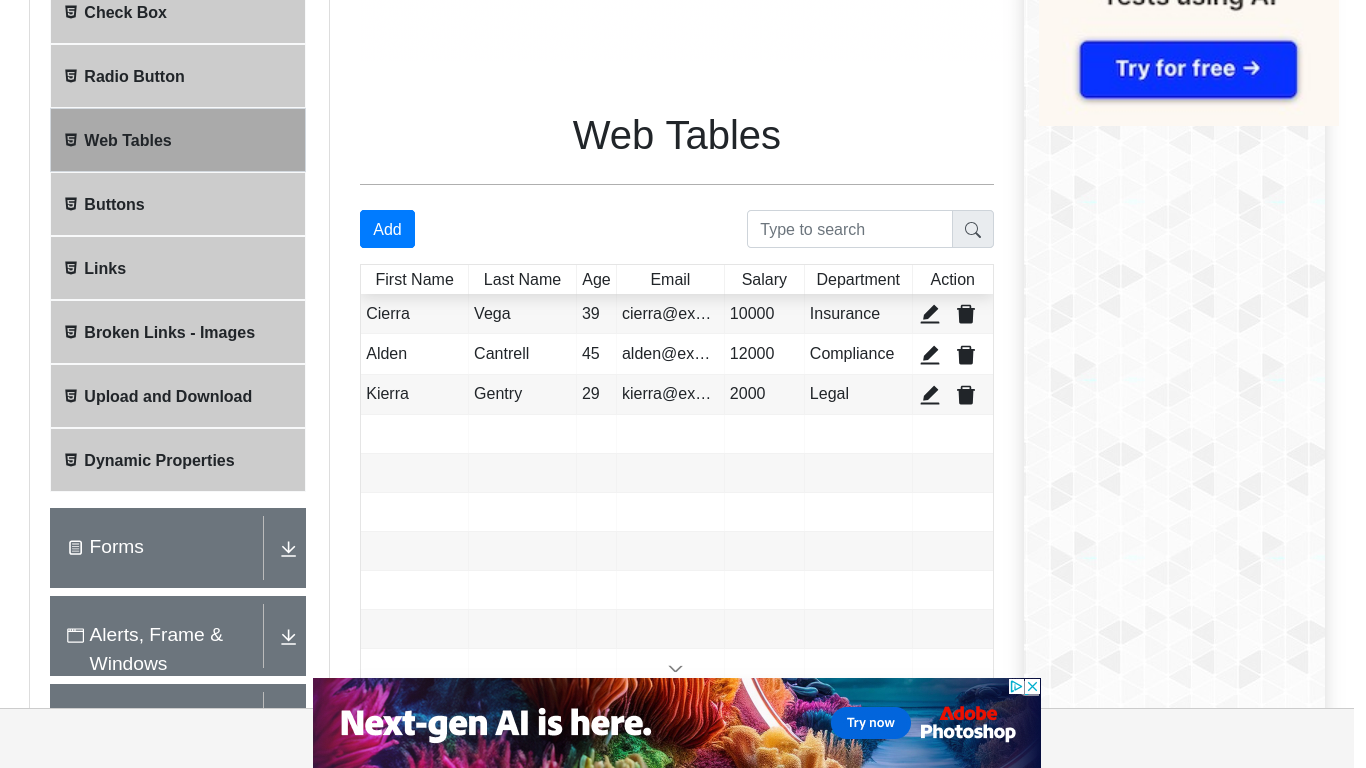 Check Box
Radio Button
Web Tables
Buttons
Links
Broken Links - Images
Upload and Download
Dynamic Properties
Forms
Alerts, Frame &
Windows
Web Tables
Add
Type to search
First Name Last Name Age Email Salary Department Action
Cierra Vega 39 cierra@ex... 10000 Insurance
Alden Cantrell 45 alden@ex... 12000 Compliance
Kierra Gentry 29 kierra@ex... 2000 Legal
Tests using AI
Try for free →
Next-gen AI is here.
Try now
Adobe
Photoshop